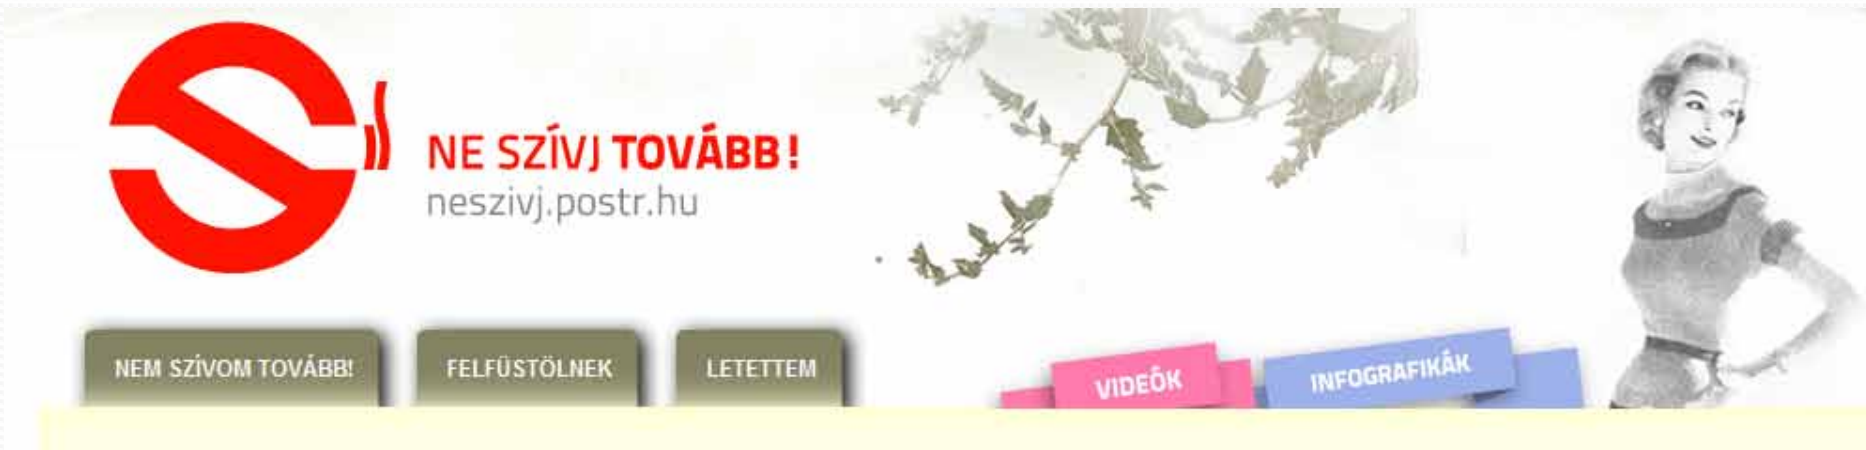 NE SZÍVJ TOVÁBB!
neszivj.postr.hu
NEM SZÍVOM TOVÁBB!
FELFÜSTÖLNEK
LETETTEM
VIDEÓK
INFOGRAFIKÁK